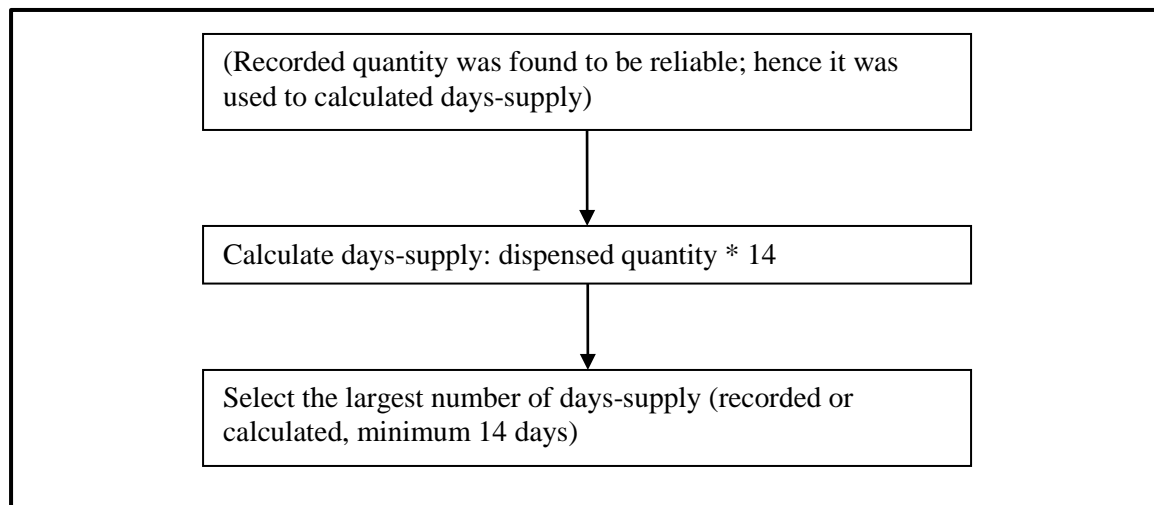 (Recorded quantity was found to be reliable; hence it was
used to calculated days-supply)
Calculate days-supply: dispensed quantity * 14
Select the largest number of days-supply (recorded or
calculated, minimum 14 days)